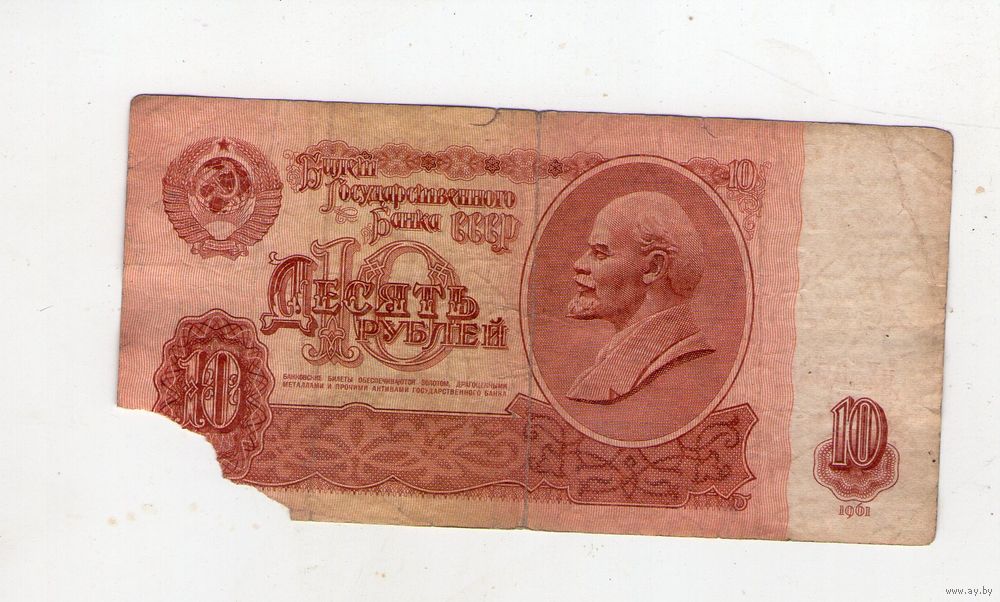 Билет
Государственного
Банка СССР
10
10
Десять
рублей
БАНКОВСКИЕ БИЛЕТЫ ОБЕСПЕЧИВАЮТСЯ ЗОЛОТОМ, ДРАГОЦЕННЫМИ
МЕТАЛЛАМИ И ПРОЧИМИ АКТИВАМИ ГОСУДАРСТВЕННОГО БАНКА
10
10
1961
www.ay.by